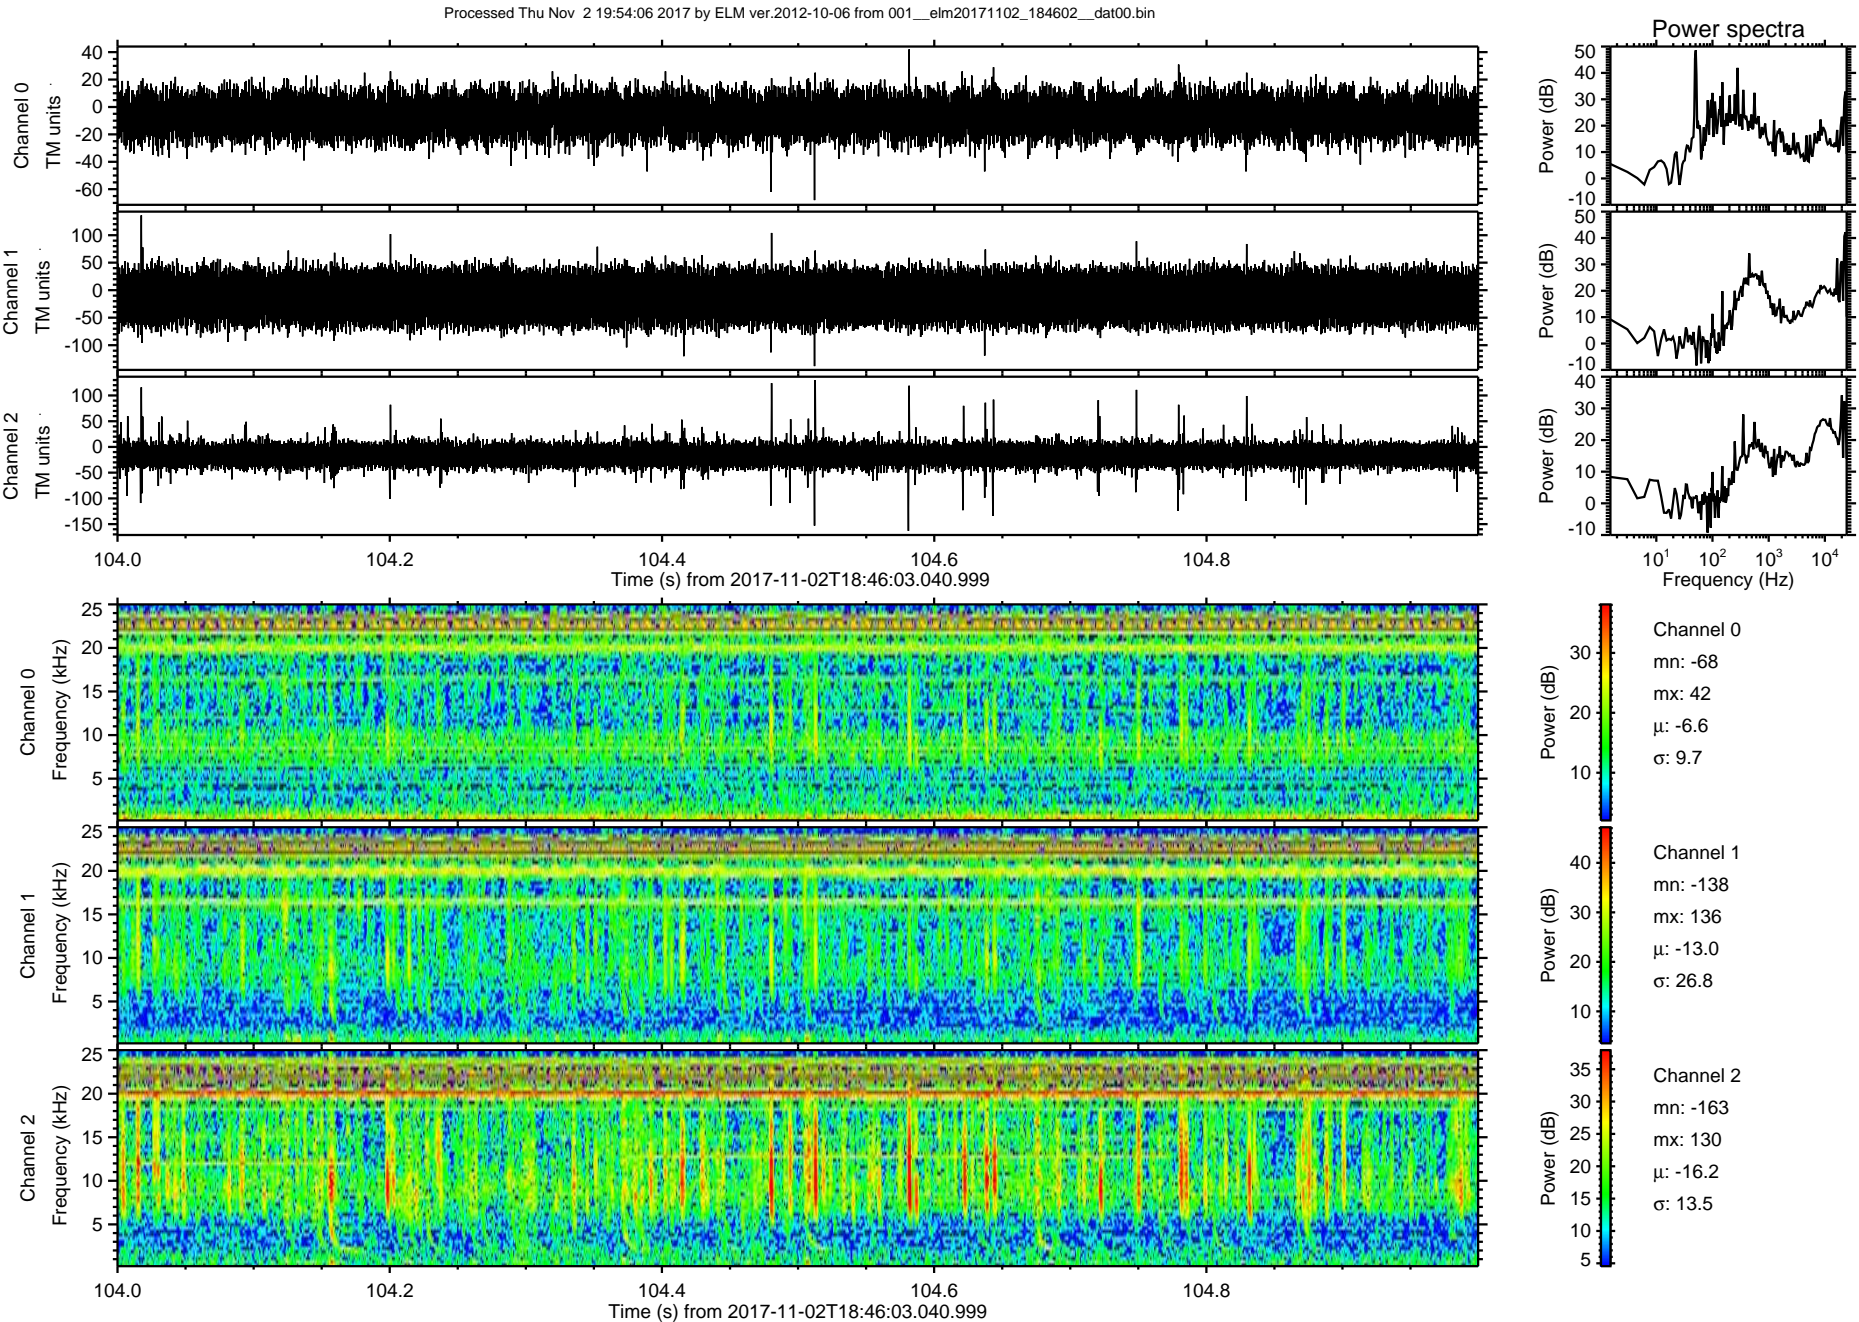 Processed Thu Nov  2 19:54:06 2017 by ELM ver.2012-10-06 from 001__elm20171102_184602__dat00.bin
Power spectra
Channel 0
TM units
40
20
0
-20
-40
-60
Power (dB)
50
40
30
20
10
0
-10
Channel 1
TM units
100
50
0
-50
-100
Power (dB)
50
40
30
20
10
0
-10
Channel 2
TM units
100
50
0
-50
-100
-150
Power (dB)
40
30
20
10
0
-10
104.0 104.2 104.4 104.6 104.8
Time (s) from 2017-11-02T18:46:03.040.999
10^1 10^2 10^3 10^4
Frequency (Hz)
Channel 0
Frequency (kHz)
25
20
15
10
5
Power (dB)
30
20
10
Channel 0
mn: -68
mx: 42
μ: -6.6
σ: 9.7
Channel 1
Frequency (kHz)
25
20
15
10
5
Power (dB)
40
30
20
10
Channel 1
mn: -138
mx: 136
μ: -13.0
σ: 26.8
Channel 2
Frequency (kHz)
25
20
15
10
5
Power (dB)
35
30
25
20
15
10
5
Channel 2
mn: -163
mx: 130
μ: -16.2
σ: 13.5
104.0 104.2 104.4 104.6 104.8
Time (s) from 2017-11-02T18:46:03.040.999